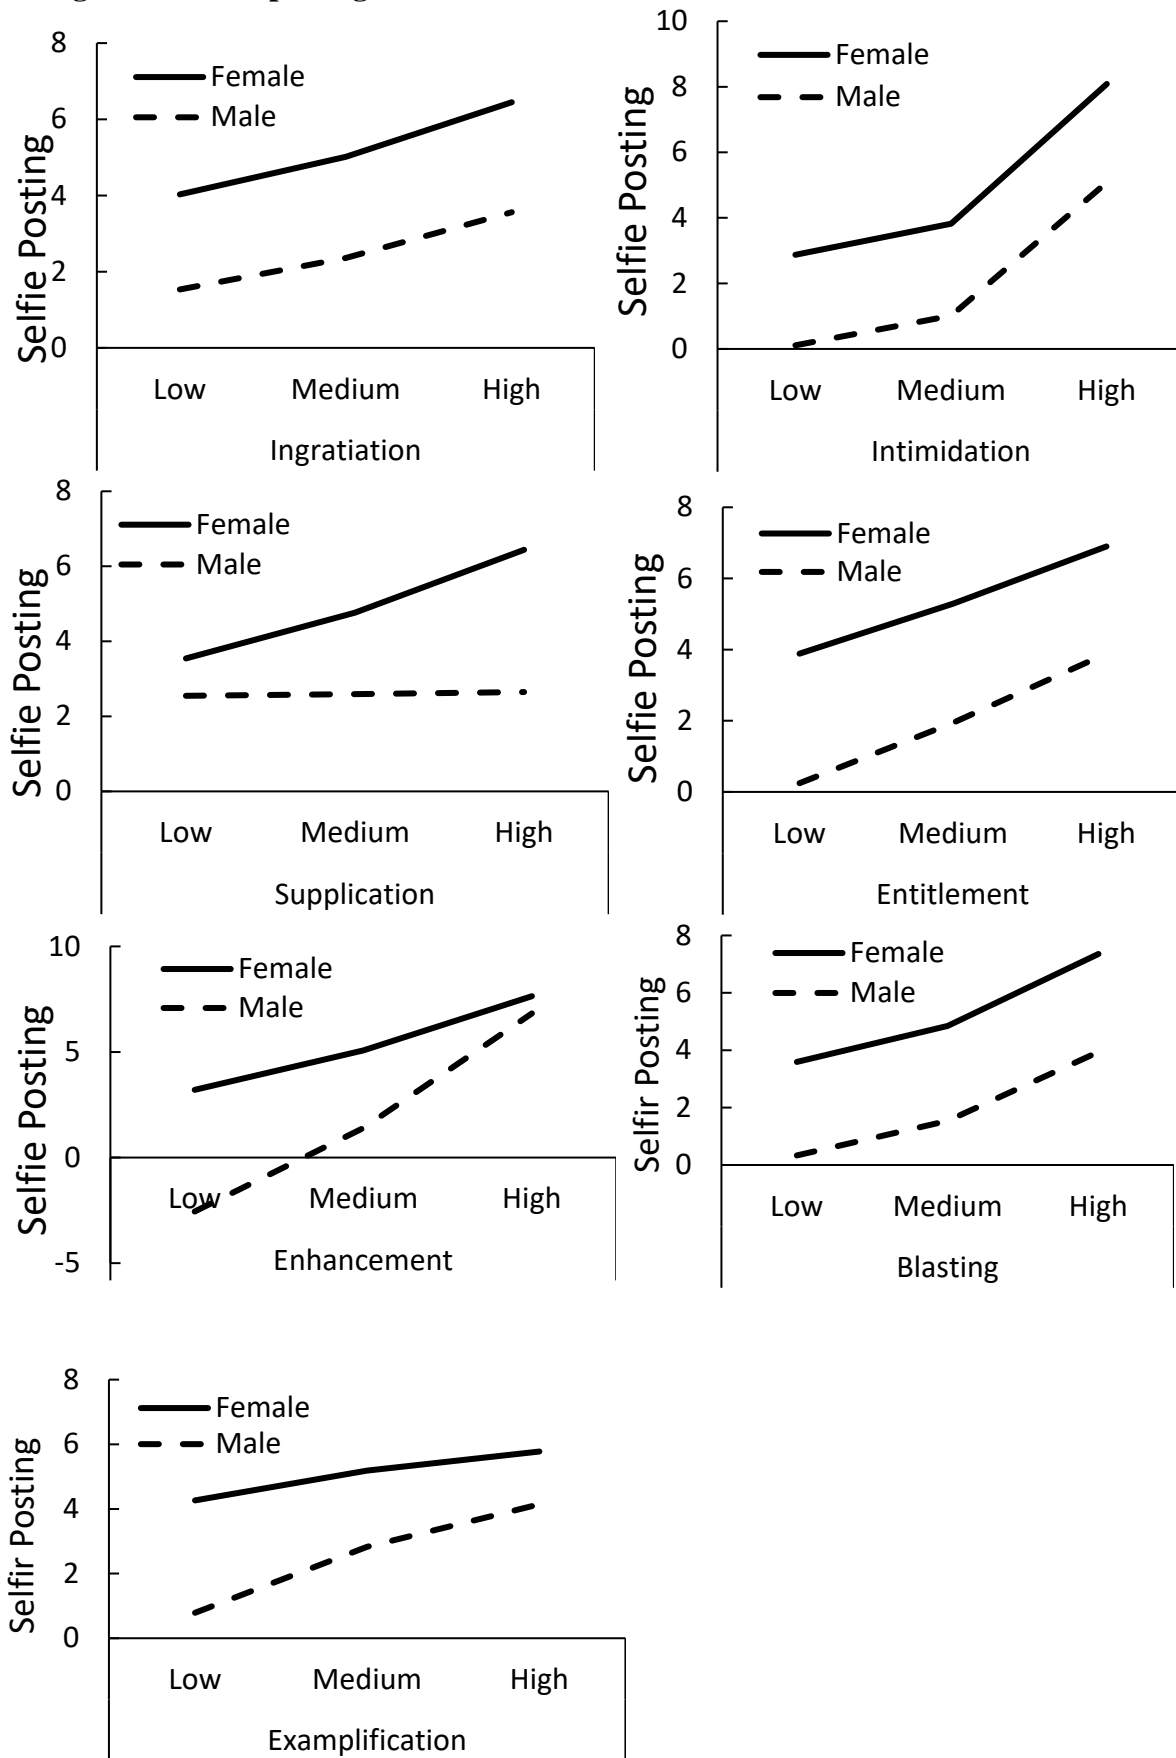 8
6
4
2
0
Selfie Posting
Female
Male
Low Medium High
Ingratiation
10
8
6
4
2
0
Selfie Posting
Female
Male
Low Medium High
Intimidation
8
6
4
2
0
Selfie Posting
Female
Male
Low Medium High
Supplication
8
6
4
2
0
Selfie Posting
Female
Male
Low Medium High
Entitlement
10
5
0
-5
Selfie Posting
Female
Male
Low Medium High
Enhancement
8
6
4
2
0
Selfir Posting
Female
Male
Low Medium High
Blasting
8
6
4
2
0
Selfir Posting
Female
Male
Low Medium High
Examplification